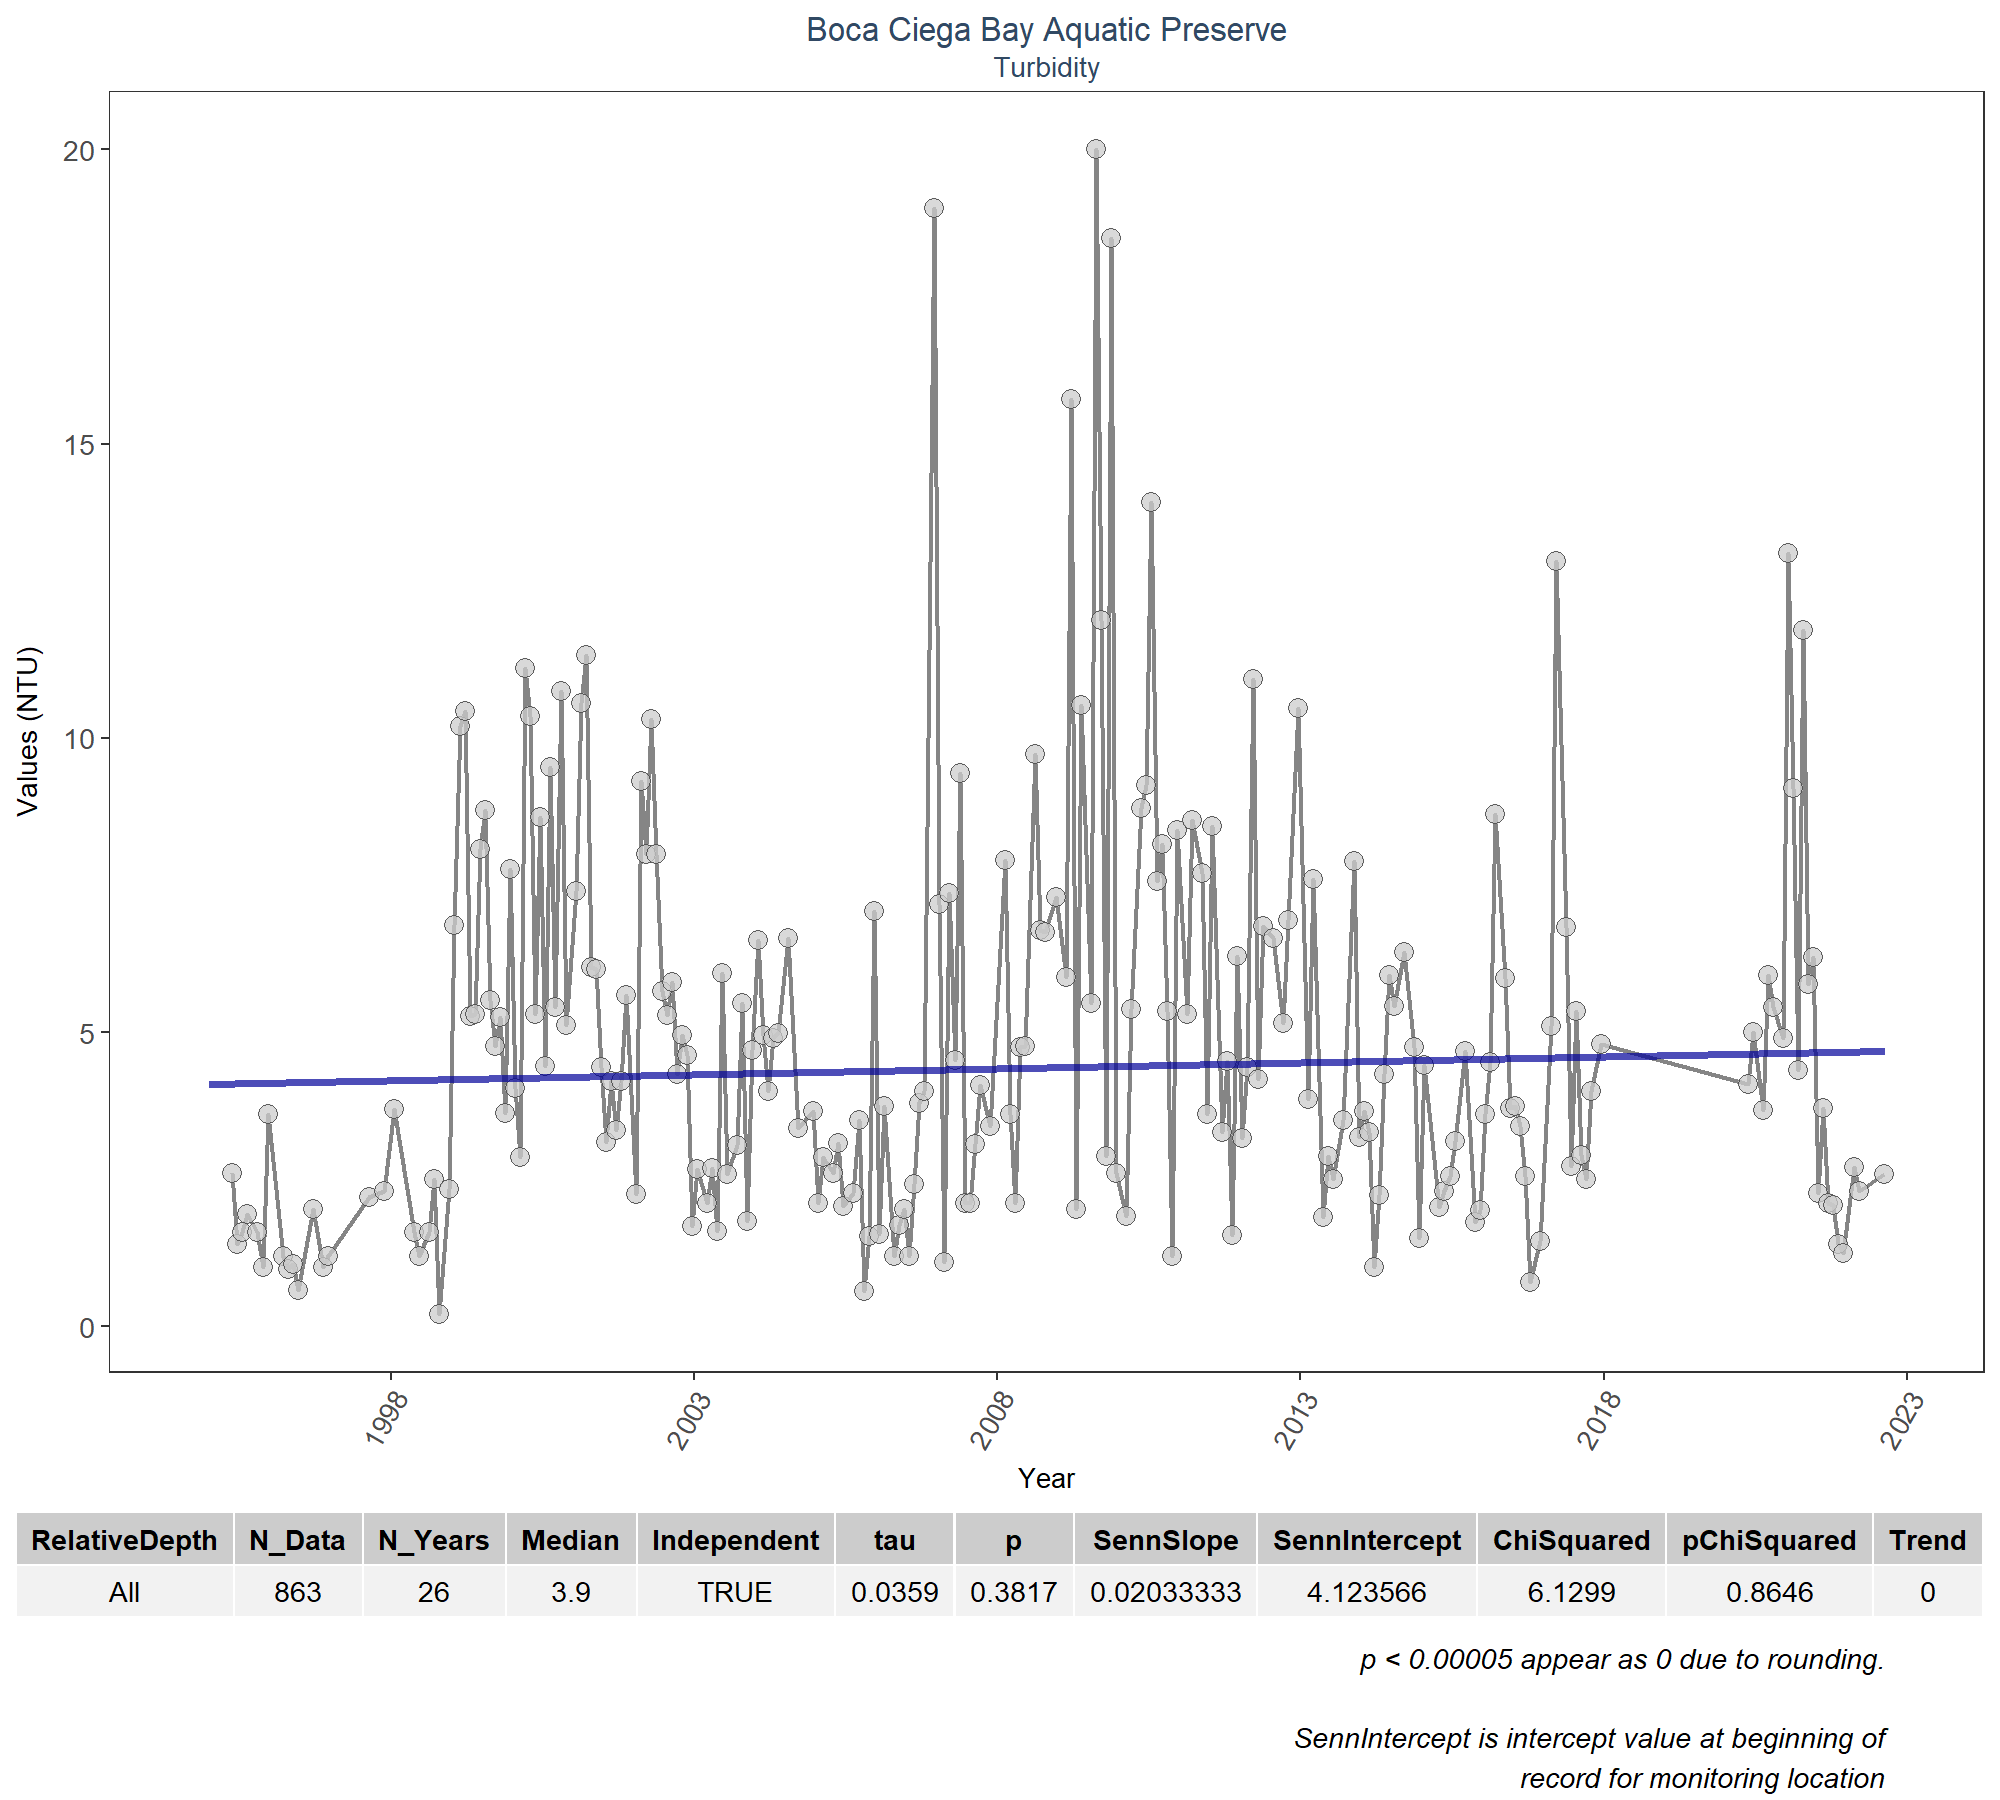 Boca Ciega Bay Aquatic Preserve
Turbidity
20
15
10
5
0
Values (NTU)
1998 2003 2008 2013 2018 2023
Year
RelativeDepth N_Data N_Years Median Independent tau p SennSlope SennIntercept ChiSquared pChiSquared Trend
All 863 26 3.9 TRUE 0.0359 0.3817 0.02033333 4.123566 6.1299 0.8646 0
p < 0.00005 appear as 0 due to rounding.
SennIntercept is intercept value at beginning of
record for monitoring location